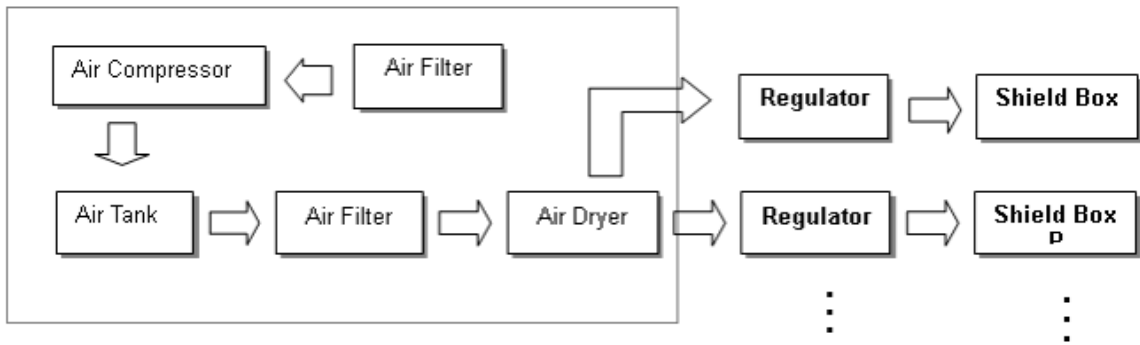 Air Compressor
Air Filter
Regulator
Shield Box
Air Tank
Air Filter
Air Dryer
Regulator
Shield Box